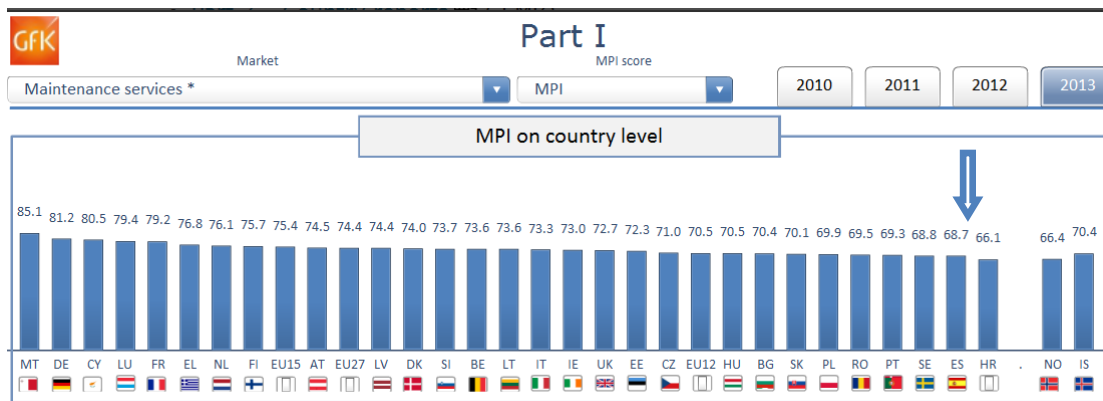 GfK
Part I
Market
MPI score
Maintenance services *
MPI
2010 2011 2012 2013
MPI on country level
85.1 81.2 80.5 79.4 79.2 76.8 76.1 75.7 75.4 74.5 74.4 74.4 74.0 73.7 73.6 73.6 73.3 73.0 72.7 72.3 71.0 70.5 70.5 70.4 70.1 69.9 69.5 69.3 68.8 68.7 66.1 66.4 70.4
MT DE CY LU FR EL NL FI EU15 AT EU27 LV DK SI BE LT IT IE UK EE CZ EU12 HU BG SK PL RO PT SE ES HR . NO IS